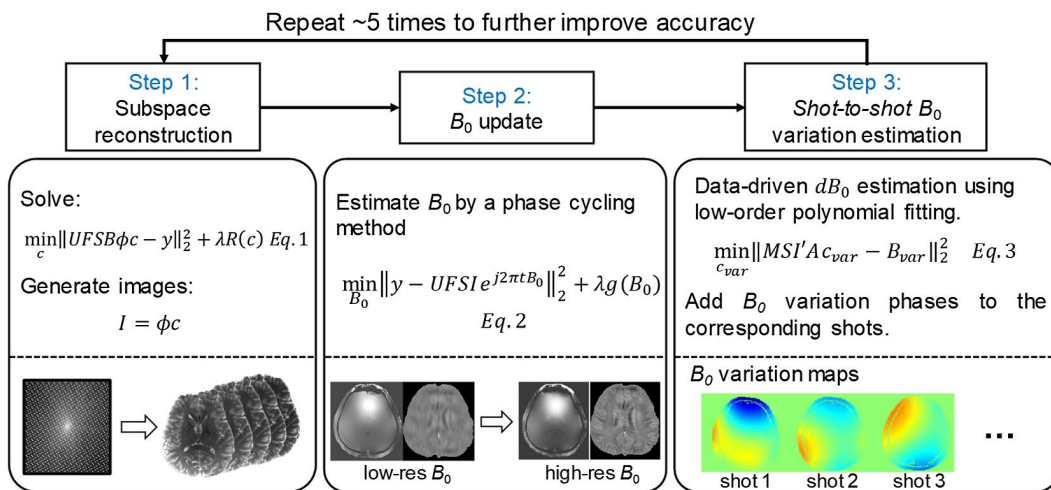 Repeat ~5 times to further improve accuracy
Step 1:
Subspace
reconstruction
Step 2:
B₀ update
Step 3:
Shot-to-shot B₀
variation estimation
Solve:
min_c ‖UFSBϕc − y‖₂² + λR(c) Eq. 1
Generate images:
I = ϕc
Estimate B₀ by a phase cycling
method
min_{B₀} ‖y − UFSIe^{j2πtB₀}‖₂² + λg(B₀)
Eq. 2
low-res B₀
high-res B₀
Data-driven dB₀ estimation using
low-order polynomial fitting.
min_{c_var} ‖MSI′Ac_var − B_var‖₂² Eq. 3
Add B₀ variation phases to the
corresponding shots.
B₀ variation maps
...
shot 1 shot 2 shot 3